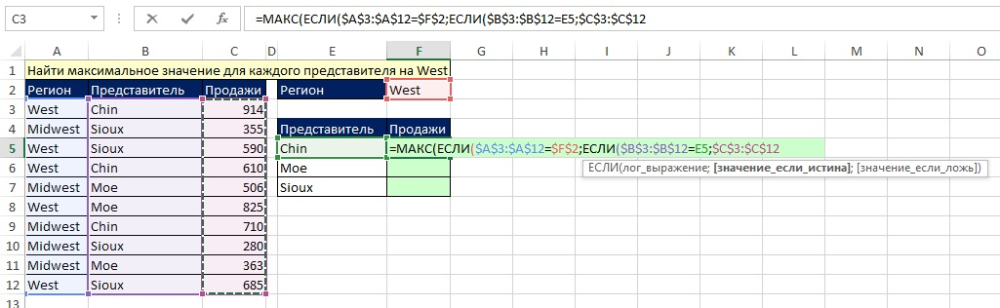 C3 fx =МАКС(ЕСЛИ($A$3:$A$12=$F$2;ЕСЛИ($B$3:$B$12=E5;$C$3:$C$12
A B C D E F G H I J K L M N O
1 Найти максимальное значение для каждого представителя на West
2 Регион Представитель Продажи Регион West
3 West Chin 914
4 Midwest Sioux 355 Представитель Продажи
5 West Sioux 590 Chin =МАКС(ЕСЛИ($A$3:$A$12=$F$2;ЕСЛИ($B$3:$B$12=E5;$C$3:$C$12
6 West Chin 610 Moe ЕСЛИ(лог_выражение; [значение_если_истина]; [значение_если_ложь])
7 Midwest Moe 506 Sioux
8 West Moe 825
9 Midwest Chin 710
10 Midwest Sioux 280
11 Midwest Moe 363
12 West Sioux 685
13